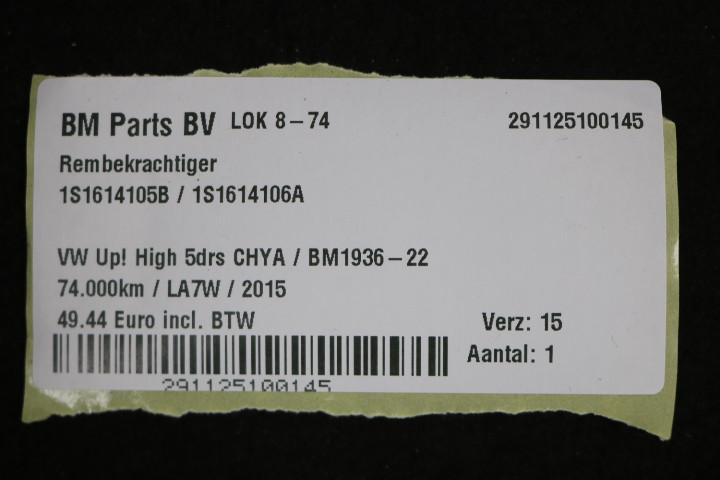 BM Parts BV LOK 8-74 291125100145
Rembekrachtiger
1S1614105B / 1S1614106A
VW Up! High 5drs CHYA / BM1936-22
74.000km / LA7W / 2015
49.44 Euro incl. BTW Verz: 15
Aantal: 1
291125100145